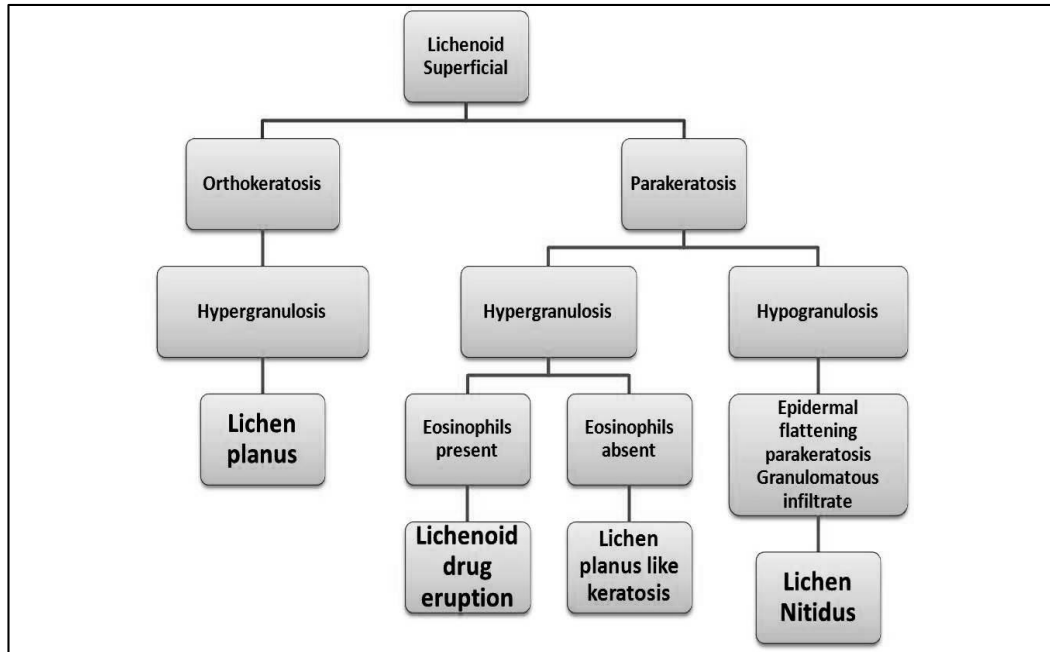 Lichenoid
Superficial
Orthokeratosis
Parakeratosis
Hypergranulosis
Hypergranulosis
Hypogranulosis
Lichen
planus
Eosinophils
present
Eosinophils
absent
Epidermal
flattening
parakeratosis
Granulomatous
infiltrate
Lichenoid
drug
eruption
Lichen
planus like
keratosis
Lichen
Nitidus